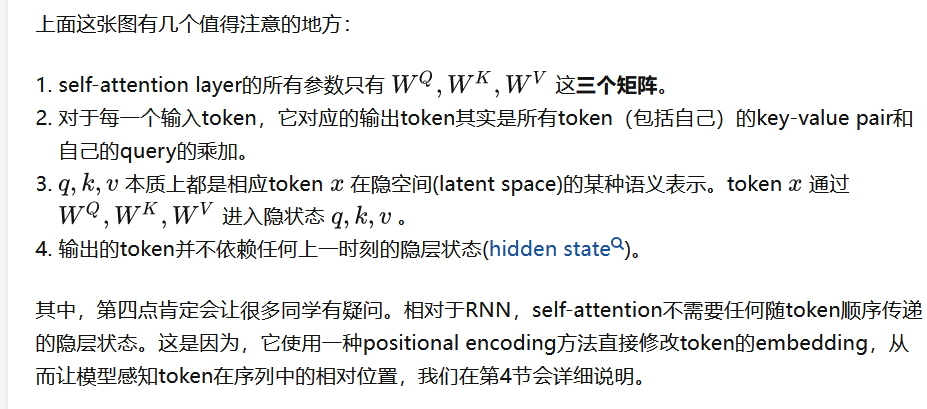 上面这张图有几个值得注意的地方：
1. self-attention layer的所有参数只有 W^Q, W^K, W^V 这三个矩阵。
2. 对于每一个输入token，它对应的输出token其实是所有token（包括自己）的key-value pair和
自己的query的乘加。
3. q, k, v 本质上都是相应token x 在隐空间(latent space)的某种语义表示。token x 通过
W^Q, W^K, W^V 进入隐状态 q, k, v 。
4. 输出的token并不依赖任何上一时刻的隐层状态(hidden state)。
其中，第四点肯定会让很多同学有疑问。相对于RNN，self-attention不需要任何随token顺序传递
的隐层状态。这是因为，它使用一种positional encoding方法直接修改token的embedding，从
而让模型感知token在序列中的相对位置，我们在第4节会详细说明。